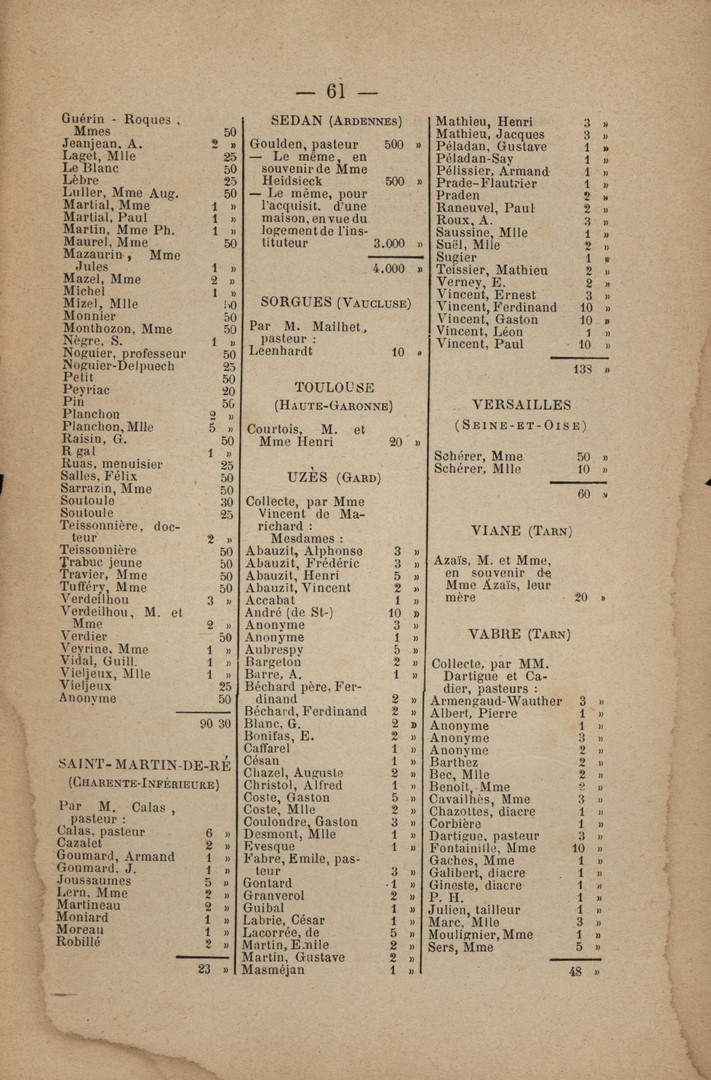 — 61 —
Guérin - Roques,
Mmes 50
Jeanjean, A. 2 »
Laget, Mlle 25
Le Blanc 50
Lèbre 25
Luller, Mme Aug. 50
Martial, Mme 1 »
Martial, Paul 1 »
Martin, Mme Ph. 1 »
Maurel, Mme 50
Mazaurin, Mme
Jules 1 »
Mazel, Mme 2 »
Michel 1 »
Mizel, Mlle 50
Monnier 50
Monthozon, Mme 50
Nègre, S. 1 »
Noguier, professeur 50
Noguier-Delpuech 25
Petit 50
Peyriac 20
Pin 50
Planchon 2 »
Planchon, Mlle 5 »
Raisin, G. 50
R gal 1 »
Ruas, menuisier 25
Salles, Félix 50
Sarrazin, Mme 50
Soutoule 30
Soutoule 25
Teissonnière, doc-
teur 2 »
Teissonnière 50
Trabuc jeune 50
Travier, Mme 50
Tufféry, Mme 50
Verdeilhou 3 »
Verdeilhou, M. et
Mme 2 »
Verdier 50
Veyrine, Mme 1 »
Vidal, Guill. 1 »
Vieljeux, Mlle 1 »
Vieljeux 25
Anonyme 50
90 30
SAINT-MARTIN-DE-RÉ
(CHARENTE-INFÉRIEURE)
Par M. Calas,
pasteur :
Calas, pasteur 6 »
Cazalet 2 »
Goumard, Armand 1 »
Goumard, J. 1 »
Joussaumes 5 »
Lern, Mme 2 »
Martineau 2 »
Moniard 1 »
Moreau 1 »
Robillé 2 »
23 »
SEDAN (ARDENNES)
Goulden, pasteur 500 »
— Le même, en
souvenir de Mme
Heidsieck 500 »
— Le même, pour
l'acquisit. d'une
maison, en vue du
logement de l'ins-
tituteur 3.000 »
4.000 »
SORGUES (VAUCLUSE)
Par M. Mailhet,
pasteur :
Leenhardt 10 »
TOULOUSE
(HAUTE-GARONNE)
Courtois, M. et
Mme Henri 20 »
UZÈS (GARD)
Collecte, par Mme
Vincent de Ma-
richard :
Mesdames :
Abauzit, Alphonse 3 »
Abauzit, Frédéric 3 »
Abauzit, Henri 5 »
Abauzit, Vincent 2 »
Accabat 1 »
André (de St-) 10 »
Anonyme 3 »
Anonyme 1 »
Aubrespy 5 »
Bargeton 2 »
Barre, A. 1 »
Béchard père, Fer-
dinand 2 »
Béchard, Ferdinand 2 »
Blanc, G. 2 »
Bonifas, E. 2 »
Caffarel 1 »
Césan 1 »
Chazel, Auguste 2 »
Christol, Alfred 1 »
Coste, Gaston 5 »
Coste, Mlle 2 »
Coulondre, Gaston 3 »
Desmont, Mlle 1 »
Evesque 1 »
Fabre, Emile, pas-
teur 3 »
Gontard 1 »
Granverol 2 »
Guibal 1 »
Labrie, César 1 »
Lacorrée, de 5 »
Martin, Emile 2 »
Martin, Gustave 2 »
Masméjan 1 »
Mathieu, Henri 3 »
Mathieu, Jacques 3 »
Péladan, Gustave 1 »
Péladan-Say 1 »
Pélissier, Armand 1 »
Prade-Flautrier 1 »
Praden 2 »
Raneuvel, Paul 2 »
Roux, A. 3 »
Saussine, Mlle 1 »
Suël, Mlle 2 »
Sugier 1 »
Teissier, Mathieu 2 »
Verney, E. 2 »
Vincent, Ernest 3 »
Vincent, Ferdinand 10 »
Vincent, Gaston 10 »
Vincent, Léon 1 »
Vincent, Paul 10 »
138 »
VERSAILLES
(SEINE-ET-OISE)
Schérer, Mme 50 »
Schérer, Mlle 10 »
60 »
VIANE (TARN)
Azaïs, M. et Mme,
en souvenir de
Mme Azaïs, leur
mère 20 »
VABRE (TARN)
Collecte, par MM.
Dartigue et Ca-
dier, pasteurs :
Armengaud-Wauther 3 »
Albert, Pierre 1 »
Anonyme 1 »
Anonyme 3 »
Anonyme 2 »
Barthez 2 »
Bec, Mlle 2 »
Benoit, Mme 2 »
Cavailhès, Mme 3 »
Chazottes, diacre 1 »
Corbière 1 »
Dartigue, pasteur 3 »
Fontainille, Mme 10 »
Gaches, Mme 1 »
Galibert, diacre 1 »
Gineste, diacre 1 »
P. H. 1 »
Julien, tailleur 1 »
Marc, Mlle 3 »
Moulignier, Mme 1 »
Sers, Mme 5 »
48 »